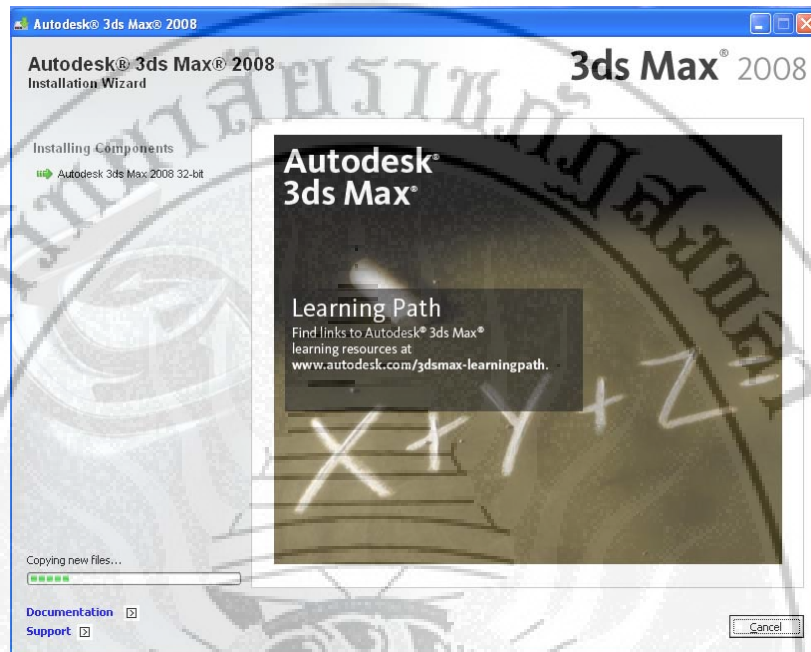 Autodesk® 3ds Max® 2008
Autodesk® 3ds Max® 2008
Installation Wizard
3ds Max® 2008
Installing Components
Autodesk 3ds Max 2008 32-bit
Autodesk®
3ds Max®
Learning Path
Find links to Autodesk® 3ds Max®
learning resources at
www.autodesk.com/3dsmax-learningpath.
X+Y+Z=
Copying new files...
Documentation
Support
Cancel